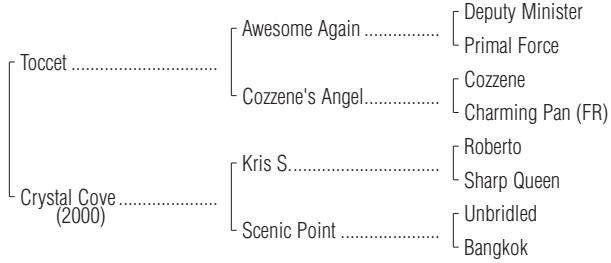 Deputy Minister
Awesome Again ................
Primal Force
Toccet ..............................
Cozzene
Cozzene's Angel................
Charming Pan (FR)
Roberto
Kris S..............................
Sharp Queen
Crystal Cove ....................
(2000)
Unbridled
Scenic Point ....................
Bangkok